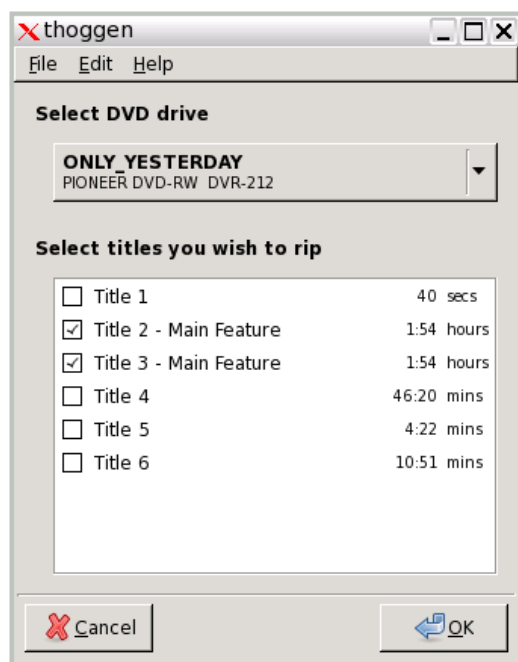 thoggen
File Edit Help
Select DVD drive
ONLY_YESTERDAY
PIONEER DVD-RW DVR-212
Select titles you wish to rip
Title 1 40 secs
Title 2 - Main Feature 1:54 hours
Title 3 - Main Feature 1:54 hours
Title 4 46:20 mins
Title 5 4:22 mins
Title 6 10:51 mins
Cancel OK